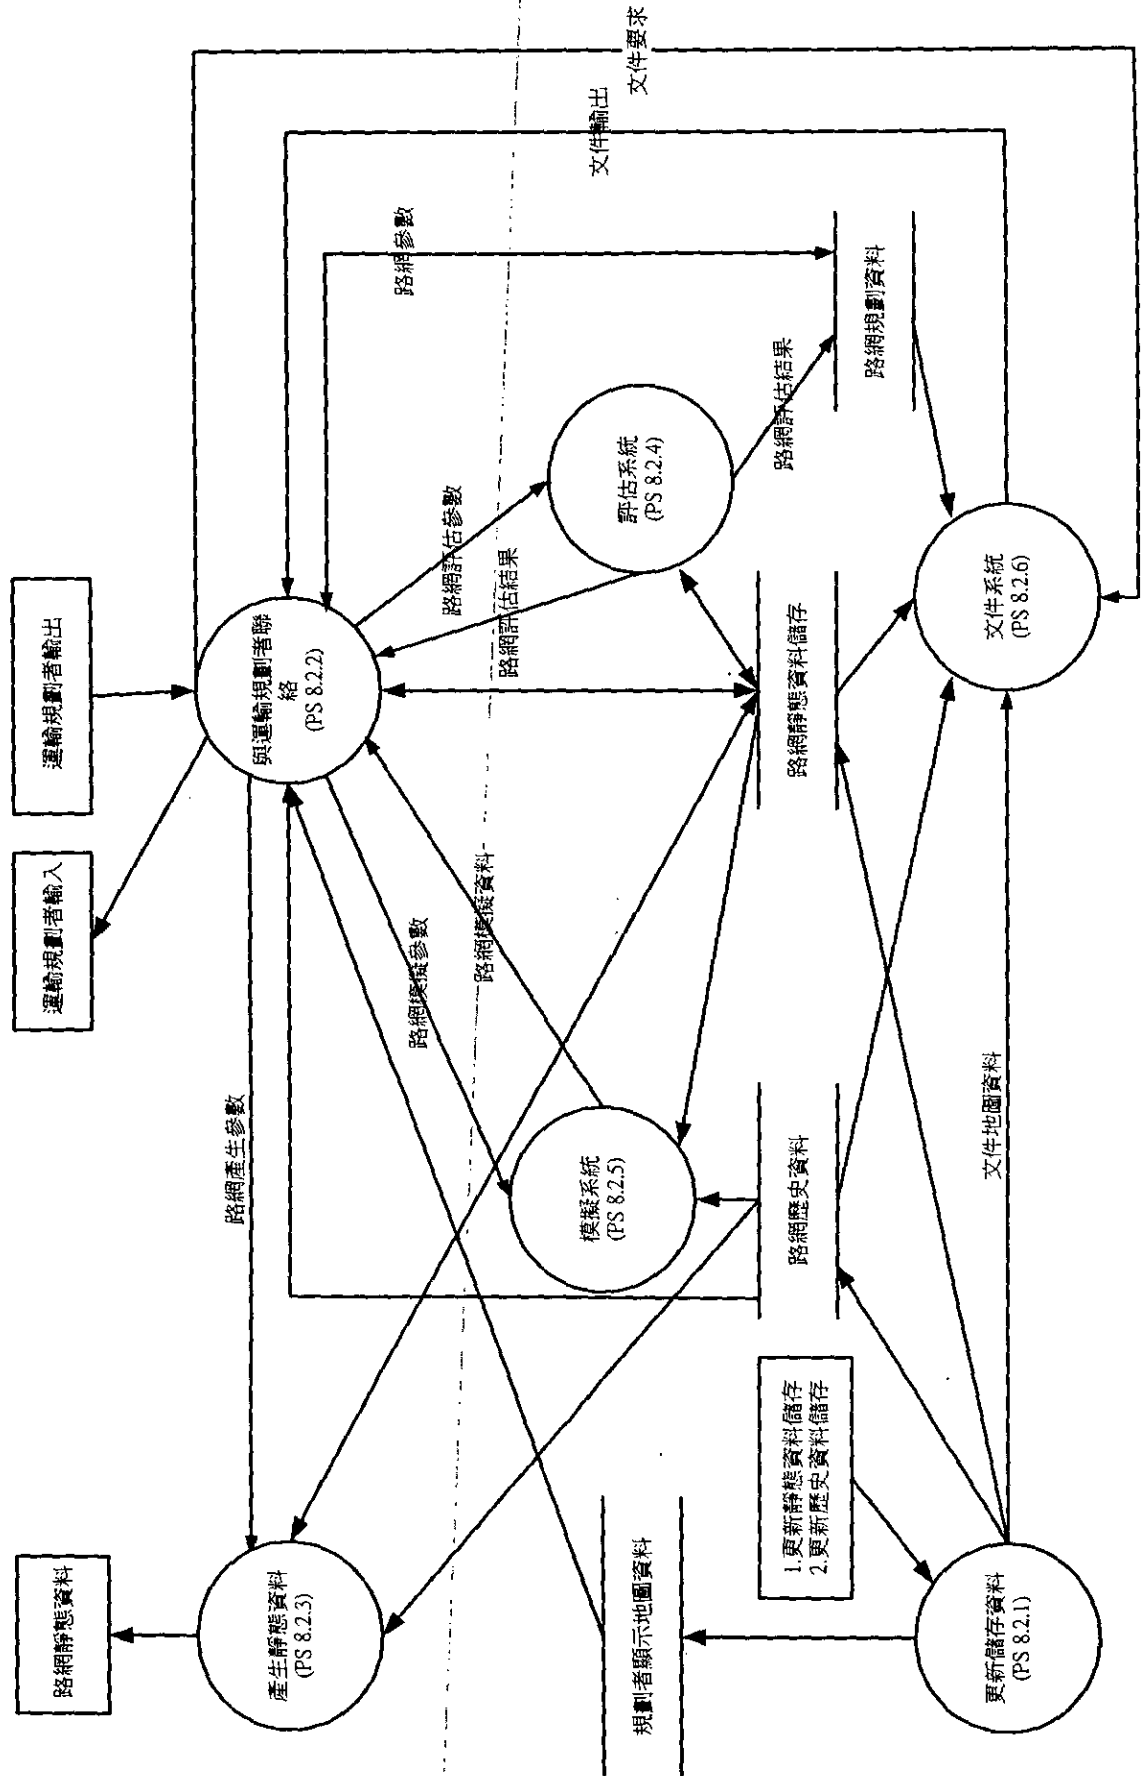 路網靜態資料
運輸規劃者輸入
運輸規劃者輸出
產生靜態資料
(PS 8.2.3)
路網產生參數
與運輸規劃者聯
絡
(PS 8.2.2)
路網模擬參數
路網模擬資料
路網評估參數
路網評估結果
路網參數
文件輸出
文件要求
規劃者顯示地圖資料
模擬系統
(PS 8.2.5)
評估系統
(PS 8.2.4)
路網評估結果
1.更新靜態資料儲存
2.更新歷史資料儲存
路網歷史資料
路網靜態資料儲存
路網規劃資料
更新儲存資料
(PS 8.2.1)
文件地圖資料
文件系統
(PS 8.2.6)